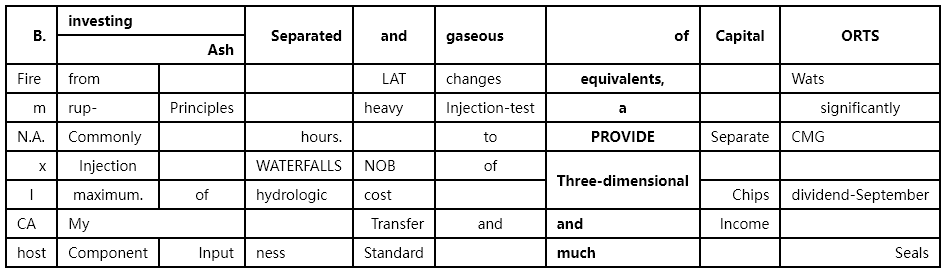 B. investing Separated and gaseous of Capital ORTS
Ash
Fire from LAT changes equivalents, Wats
m rup- Principles heavy Injection-test a significantly
N.A. Commonly hours. to PROVIDE Separate CMG
x Injection WATERFALLS NOB of Three-dimensional
I maximum. of hydrologic cost Chips dividend-September
CA My Transfer and and Income
host Component Input ness Standard much Seals